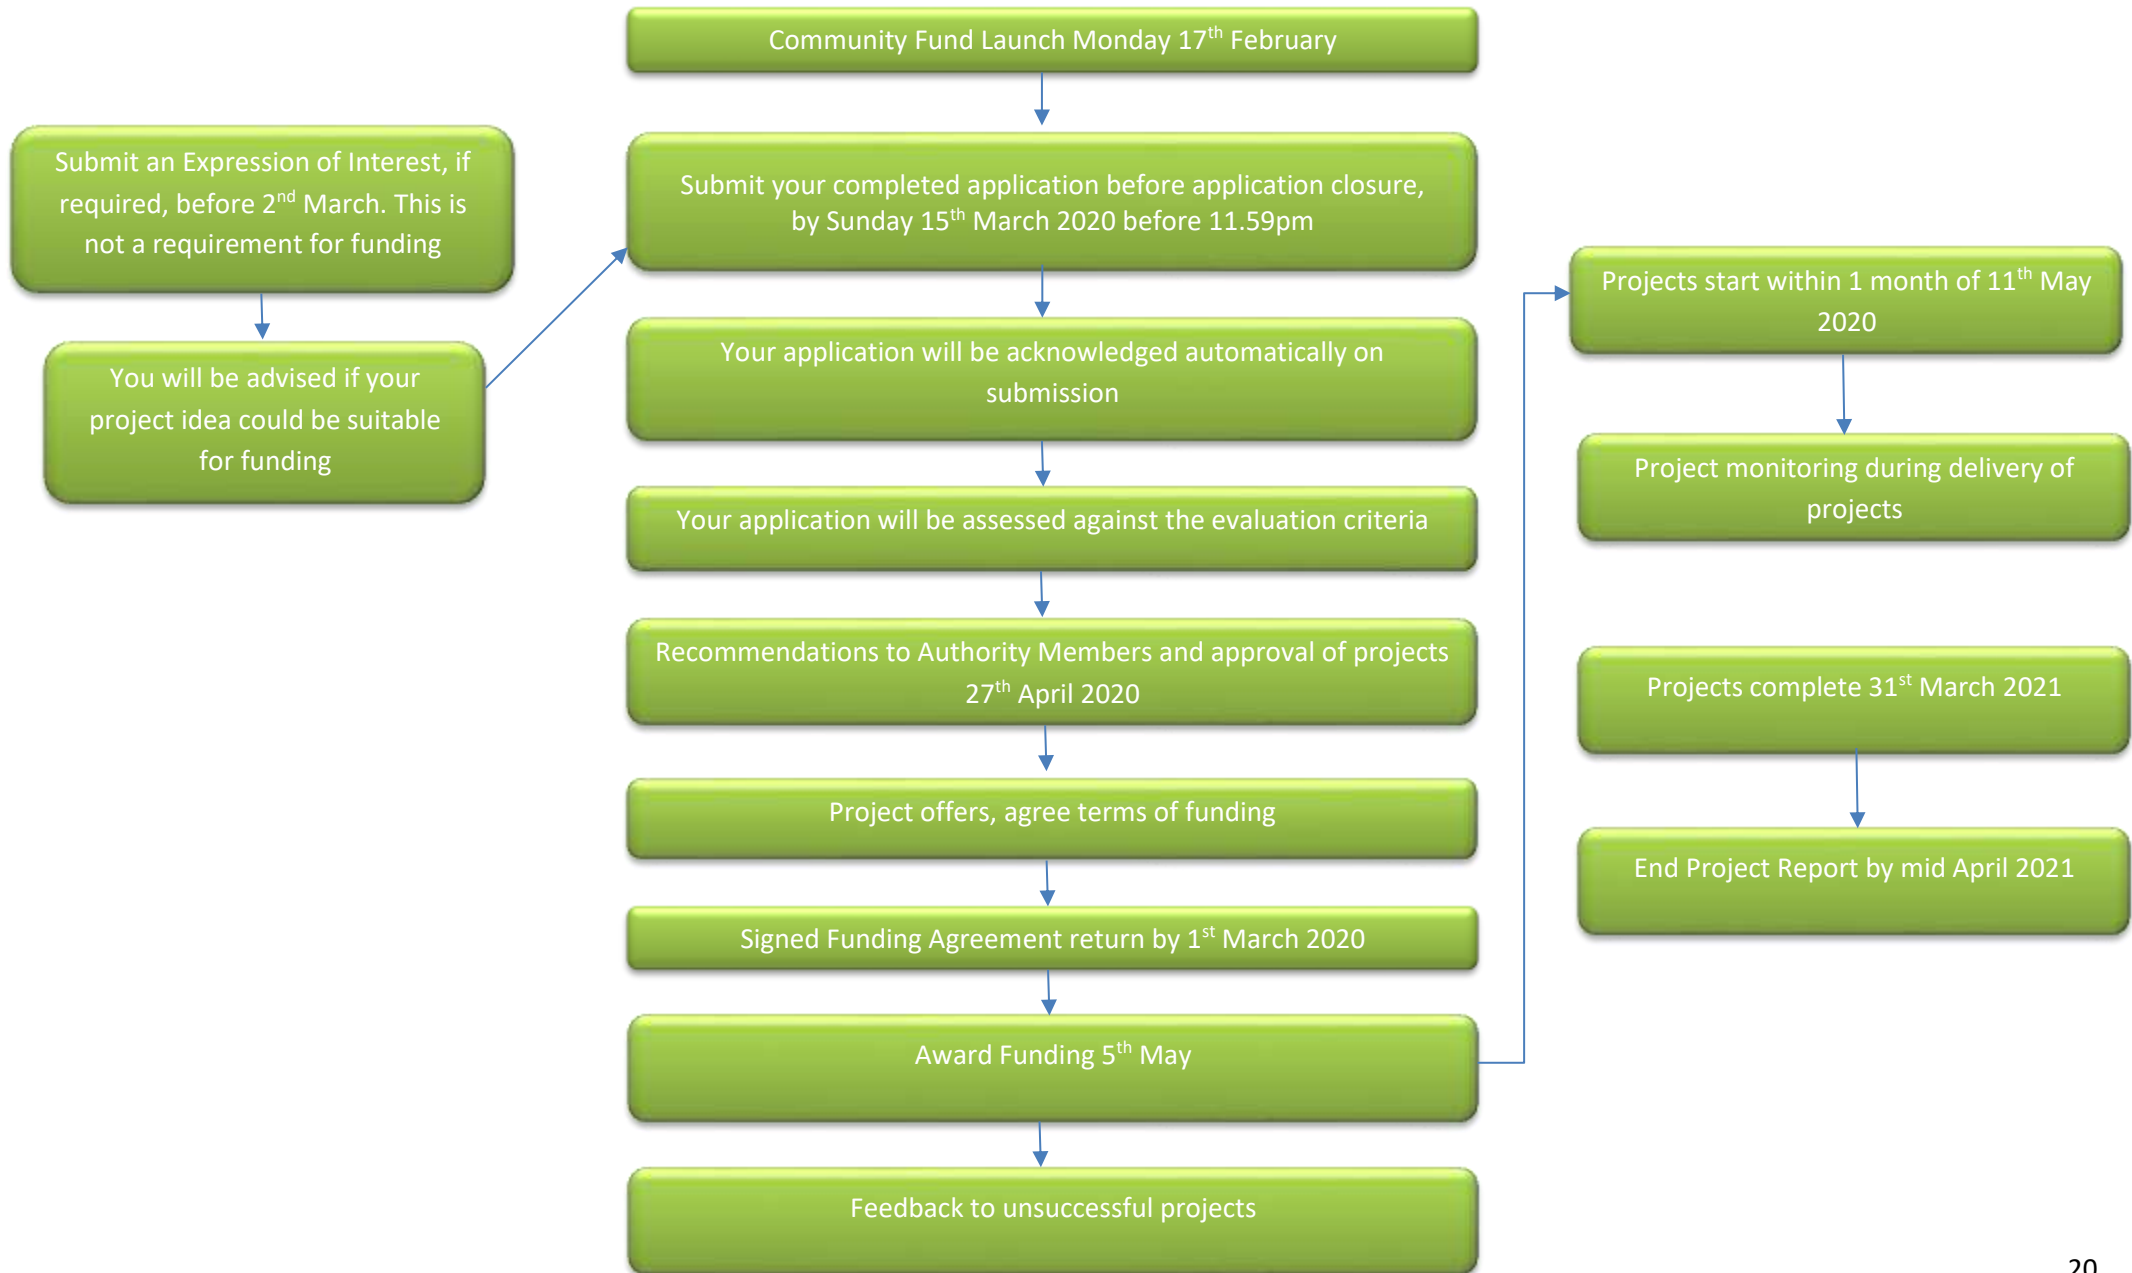 Community Fund Launch Monday 17th February
Submit an Expression of Interest, if
required, before 2nd March. This is
not a requirement for funding
You will be advised if your
project idea could be suitable
for funding
Submit your completed application before application closure,
by Sunday 15th March 2020 before 11.59pm
Your application will be acknowledged automatically on
submission
Your application will be assessed against the evaluation criteria
Recommendations to Authority Members and approval of projects
27th April 2020
Project offers, agree terms of funding
Signed Funding Agreement return by 1st March 2020
Award Funding 5th May
Feedback to unsuccessful projects
Projects start within 1 month of 11th May
2020
Project monitoring during delivery of
projects
Projects complete 31st March 2021
End Project Report by mid April 2021
20